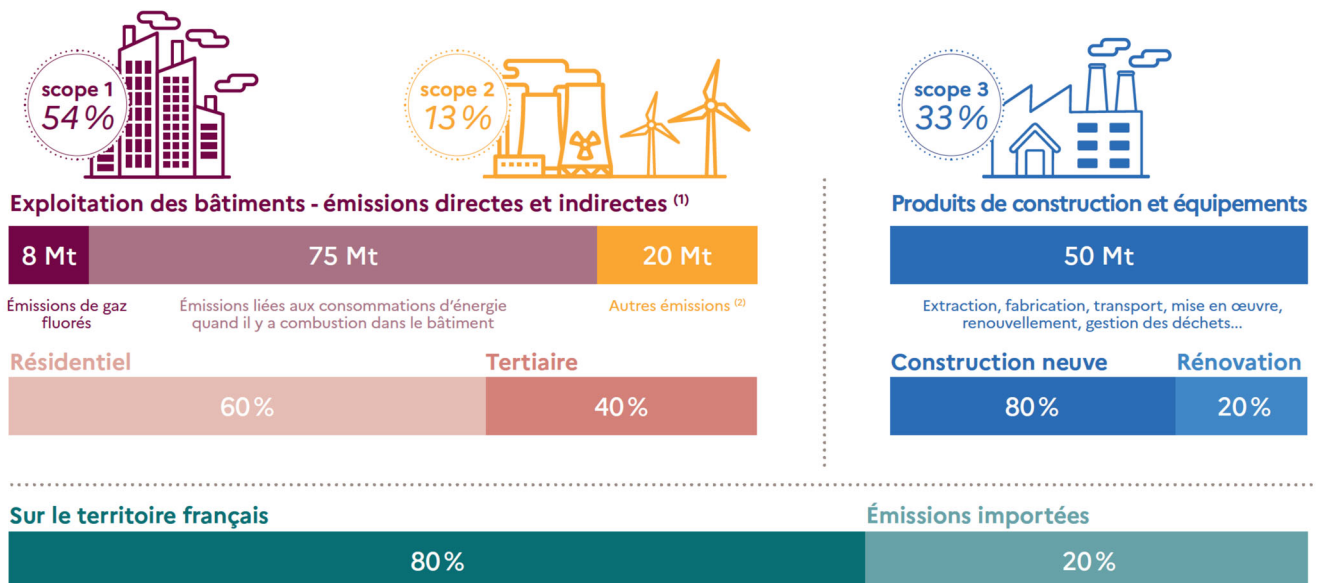 scope 1
54 %
scope 2
13 %
scope 3
33 %
Exploitation des bâtiments - émissions directes et indirectes (1)
8 Mt
75 Mt
20 Mt
Émissions de gaz
fluorés
Émissions liées aux consommations d'énergie
quand il y a combustion dans le bâtiment
Autres émissions (2)
Résidentiel
Tertiaire
60 %
40 %
Produits de construction et équipements
50 Mt
Extraction, fabrication, transport, mise en œuvre,
renouvellement, gestion des déchets...
Construction neuve
Rénovation
80 %
20 %
Sur le territoire français
Émissions importées
80 %
20 %